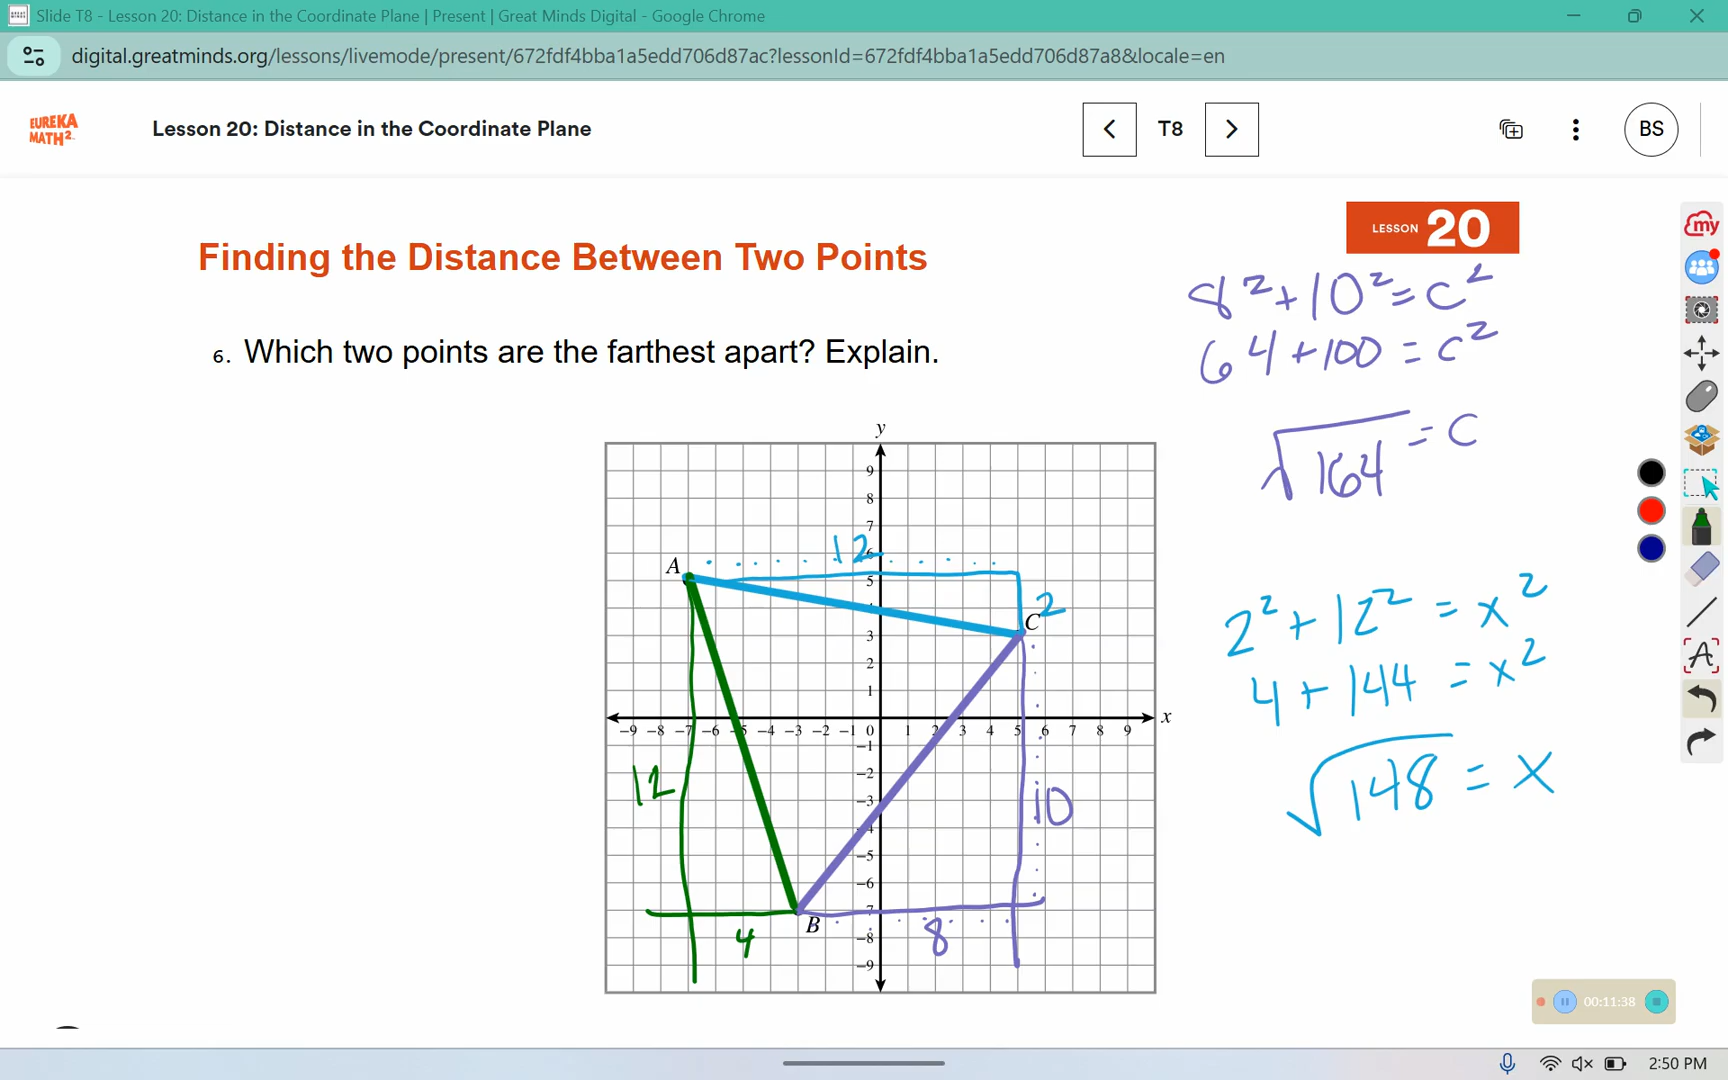 Slide T8 - Lesson 20: Distance in the Coordinate Plane | Present | Great Minds Digital - Google Chrome
digital.greatminds.org/lessons/livemode/present/672fdf4bba1a5edd706d87ac?lessonId=672fdf4bba1a5edd706d87a8&locale=en
EUREKA
MATH²
Lesson 20: Distance in the Coordinate Plane
T8
BS
my
LESSON 20
Finding the Distance Between Two Points
8² + 10² = c²
6. Which two points are the farthest apart? Explain.
64 + 100 = c²
√164 = c
y
9
8
7
12
6
A
5
4
2
C
3
2
1
x
−9 −8 −7 −6 −5 −4 −3 −2 −1 0 1 2 3 4 5 6 7 8 9
−1
−2
12
−3
10
−4
−5
−6
−7
B
4
8
−8
−9
2² + 12² = x²
4 + 144 = x²
√148 = x
A
00:11:38
2:50 PM